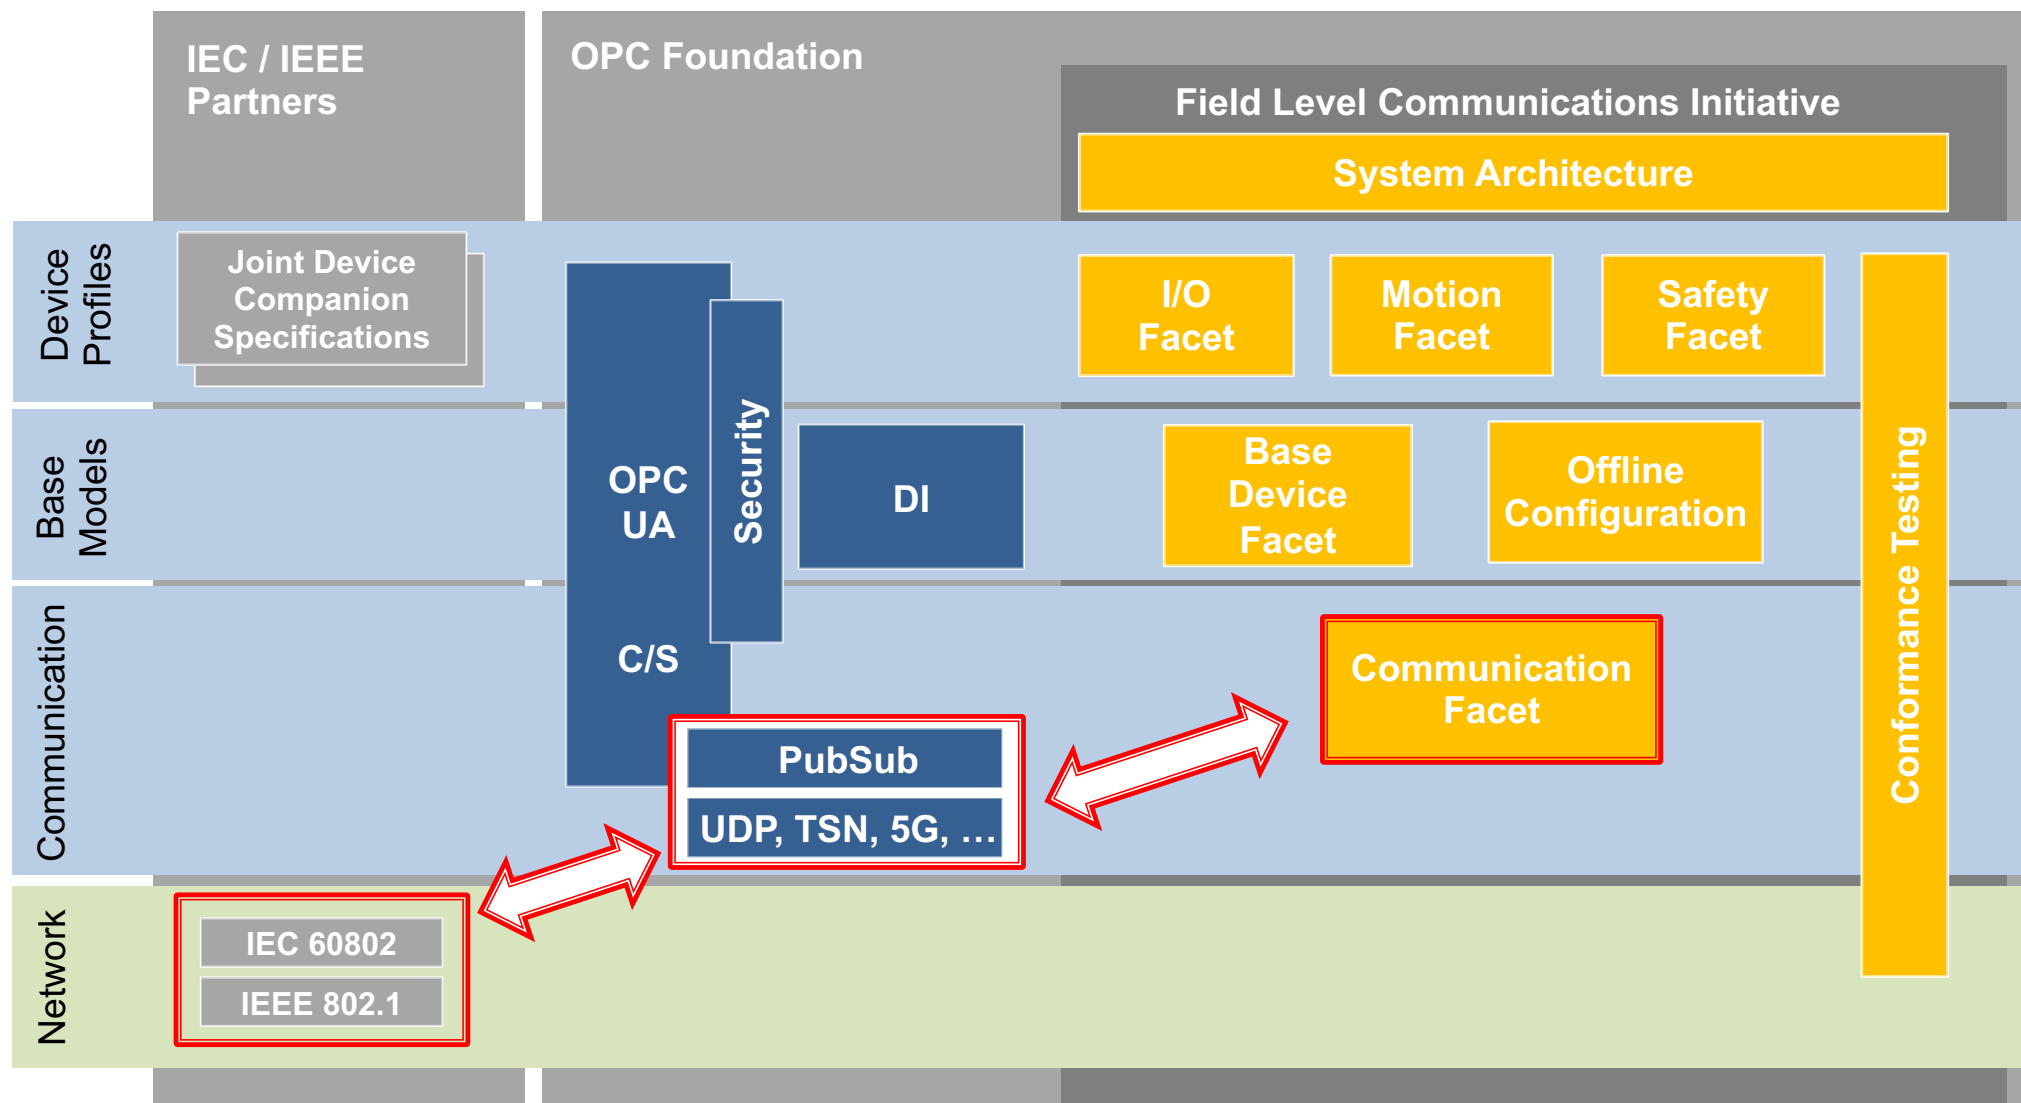 IEC / IEEE
Partners
OPC Foundation
Field Level Communications Initiative
System Architecture
Device
Profiles
Joint Device
Companion
Specifications
I/O
Facet
Motion
Facet
Safety
Facet
Base
Models
OPC
UA
Security
DI
Base
Device
Facet
Offline
Configuration
Conformance Testing
Communication
C/S
PubSub
UDP, TSN, 5G, …
Communication
Facet
Network
IEC 60802
IEEE 802.1